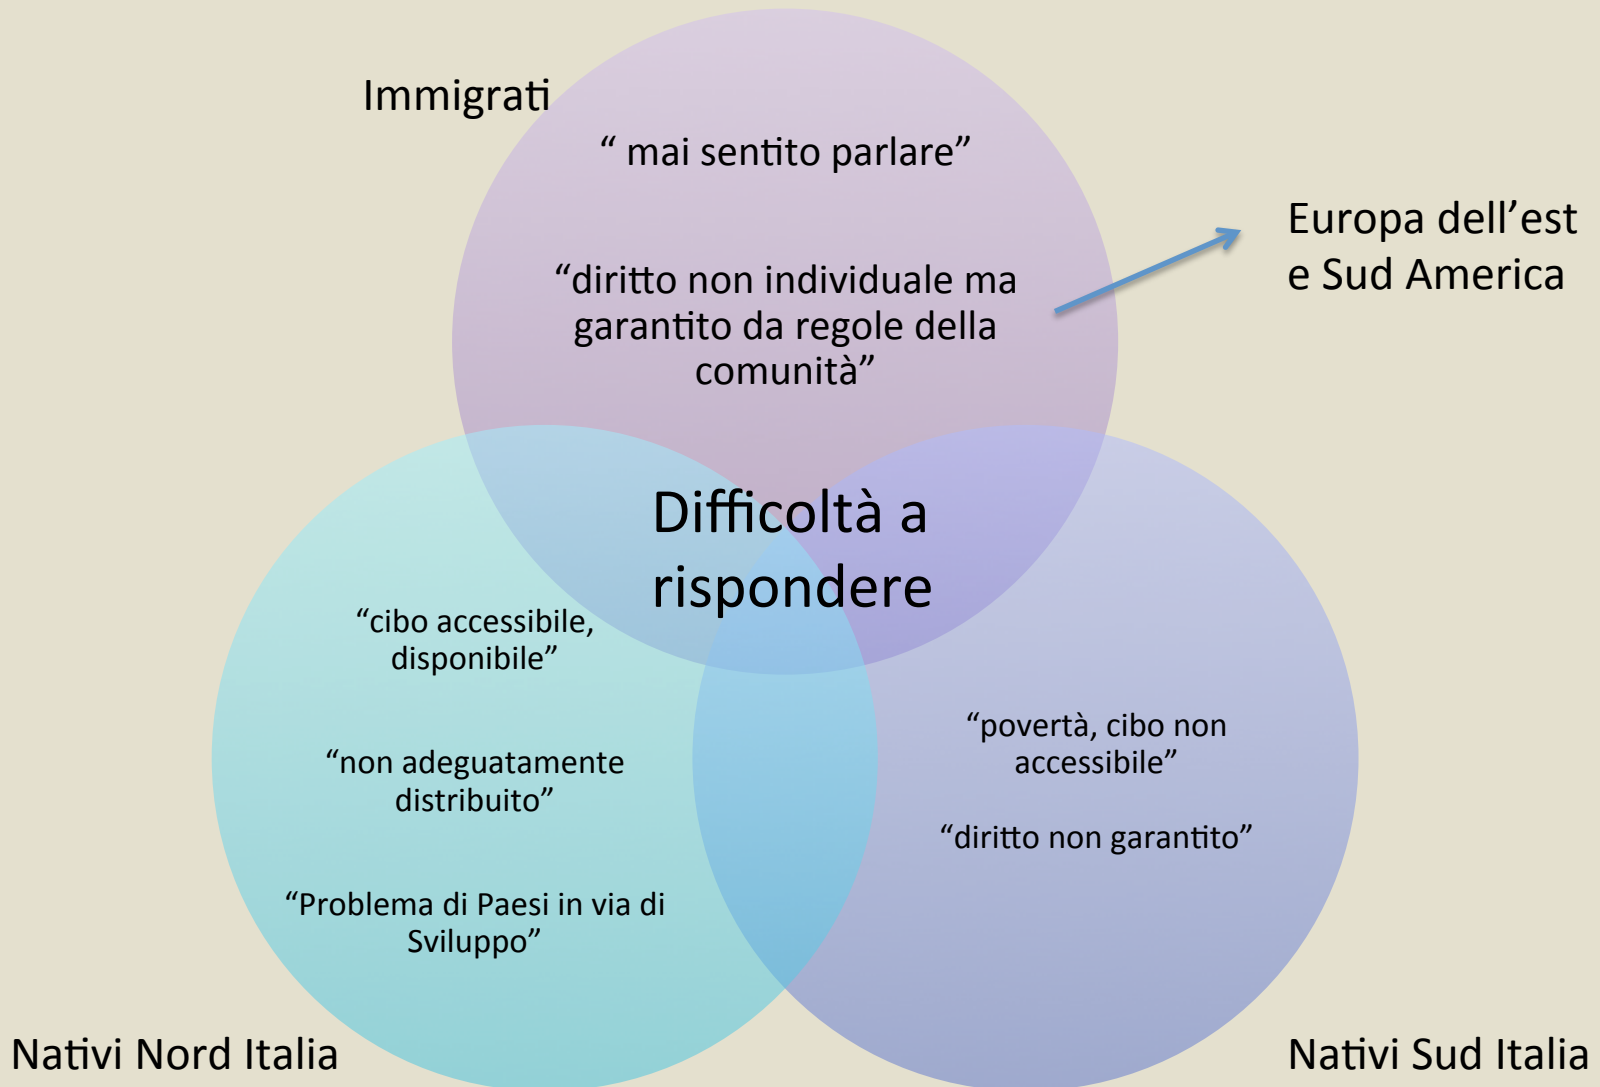 Immigrati
“ mai sentito parlare”
“diritto non individuale ma
garantito da regole della
comunità”
Europa dell’est
e Sud America
Difficoltà a
rispondere
“cibo accessibile,
disponibile”
“non adeguatamente
distribuito”
“Problema di Paesi in via di
Sviluppo”
“povertà, cibo non
accessibile”
“diritto non garantito”
Nativi Nord Italia
Nativi Sud Italia